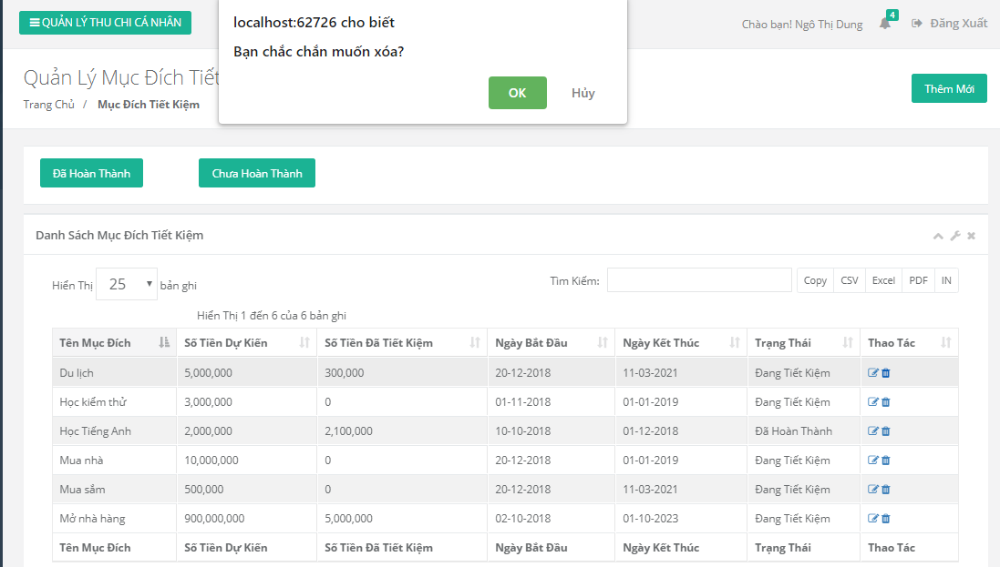 QUẢN LÝ THU CHI CÁ NHÂN
localhost:62726 cho biết
Bạn chắc chắn muốn xóa?
OK Hủy
Chào bạn! Ngô Thị Dung 4 Đăng Xuất
Quản Lý Mục Đích Tiết
Trang Chủ / Mục Đích Tiết Kiệm
Thêm Mới
Đã Hoàn Thành Chưa Hoàn Thành
Danh Sách Mục Đích Tiết Kiệm
Hiển Thị 25 bản ghi Tìm Kiếm: Copy CSV Excel PDF IN
Hiển Thị 1 đến 6 của 6 bản ghi
Tên Mục Đích Số Tiền Dự Kiến Số Tiền Đã Tiết Kiệm Ngày Bắt Đầu Ngày Kết Thúc Trạng Thái Thao Tác
Du lịch 5,000,000 300,000 20-12-2018 11-03-2021 Đang Tiết Kiệm
Học kiểm thử 3,000,000 0 01-11-2018 01-01-2019 Đang Tiết Kiệm
Học Tiếng Anh 2,000,000 2,100,000 10-10-2018 01-12-2018 Đã Hoàn Thành
Mua nhà 10,000,000 0 20-12-2018 01-01-2019 Đang Tiết Kiệm
Mua sắm 500,000 0 20-12-2018 11-03-2021 Đang Tiết Kiệm
Mở nhà hàng 900,000,000 5,000,000 02-10-2018 01-10-2023 Đang Tiết Kiệm
Tên Mục Đích Số Tiền Dự Kiến Số Tiền Đã Tiết Kiệm Ngày Bắt Đầu Ngày Kết Thúc Trạng Thái Thao Tác